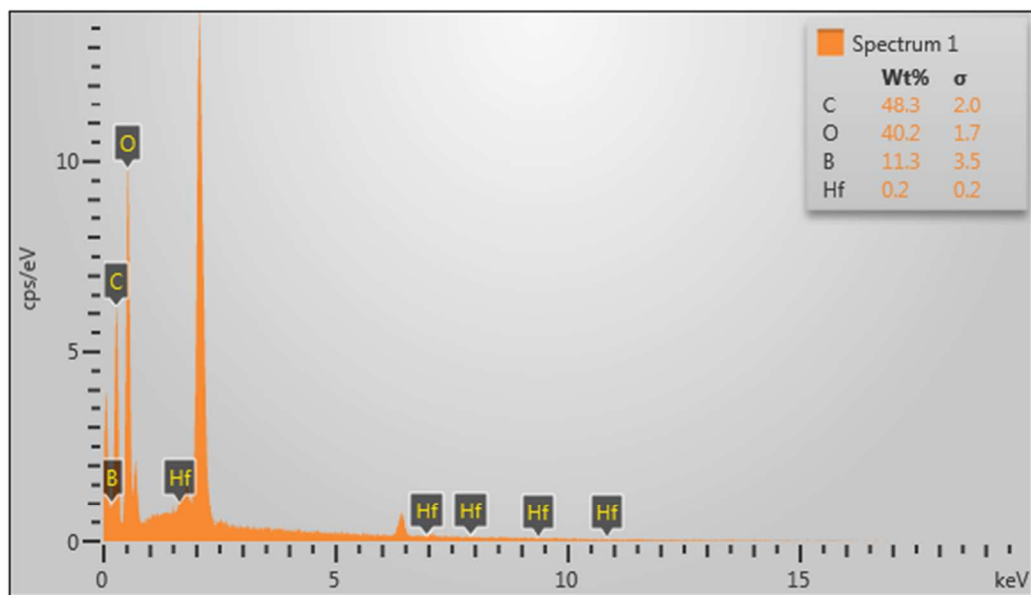 Spectrum 1
Wt% σ
C 48.3 2.0
O 40.2 1.7
B 11.3 3.5
Hf 0.2 0.2
O
10
C
cps/eV
5
B Hf Hf Hf Hf Hf
0
0 5 10 15 keV